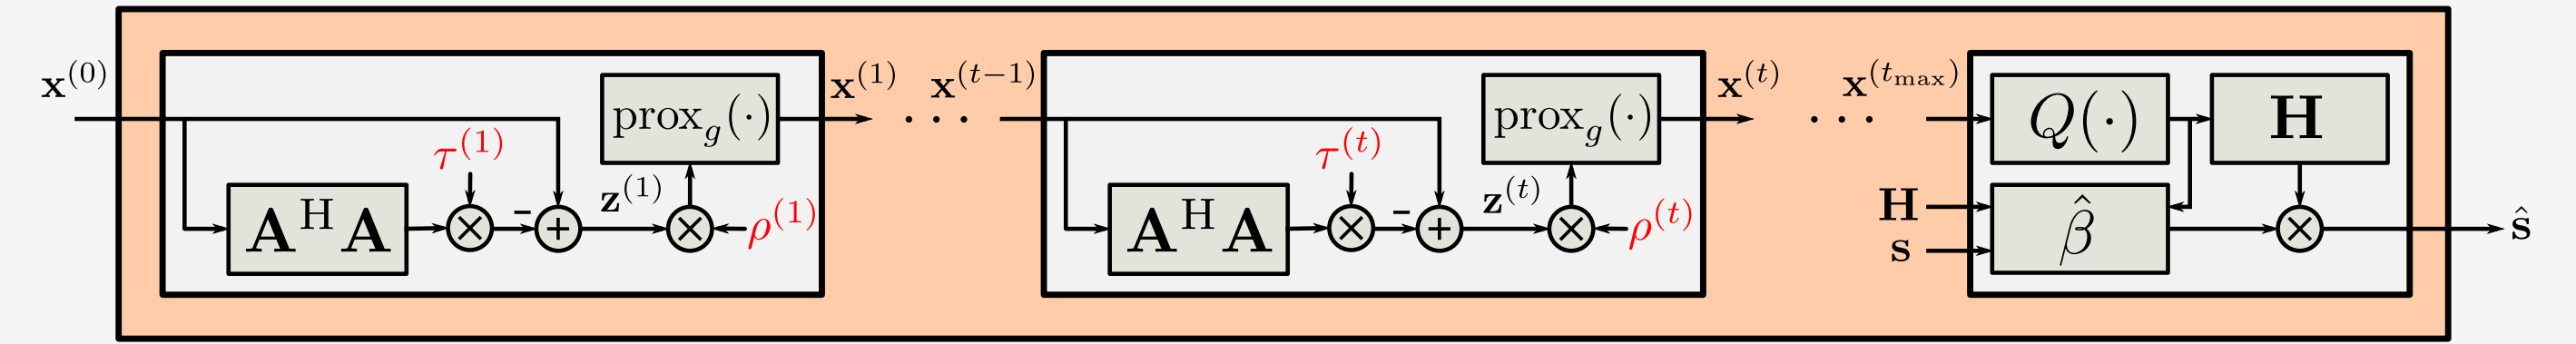 x^(0)
A^H A
τ^(1)
×
−
+
z^(1)
×
ρ^(1)
prox_g(·)
x^(1)
· · ·
x^(t−1)
A^H A
τ^(t)
×
−
+
z^(t)
×
ρ^(t)
prox_g(·)
x^(t)
· · ·
x^(t_max)
Q(·)
H
H
s
β̂
×
ŝ